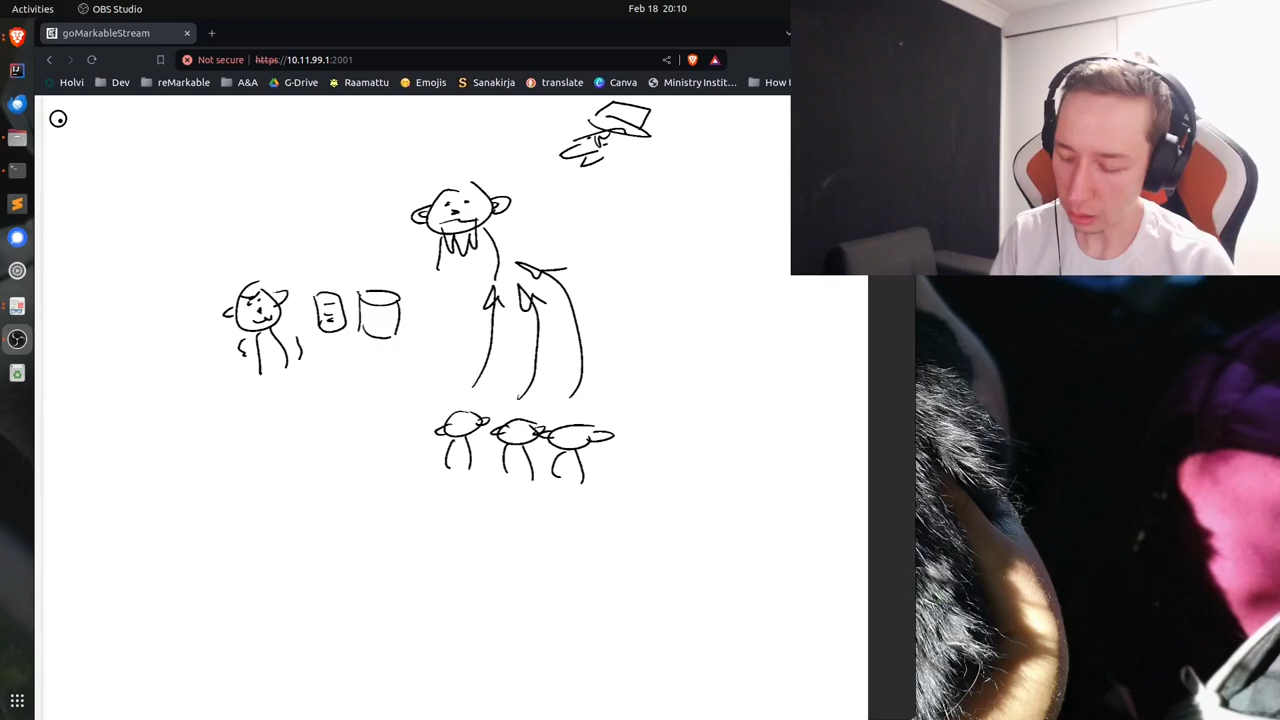 Activities
OBS Studio
Feb 18 20:10
goMarkableStream
Not secure https://10.11.99.1:2001
Holvi
Dev
reMarkable
A&A
G-Drive
Raamattu
Emojis
Sanakirja
translate
Canva
Ministry Instit...
How